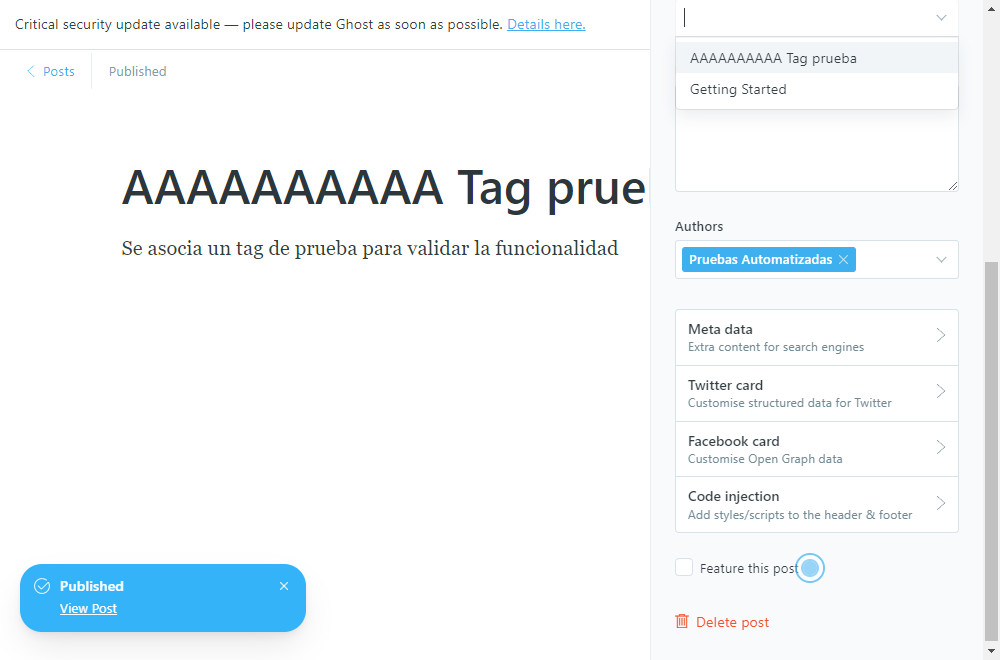 Critical security update available — please update Ghost as soon as possible. Details here.
Posts
Published
AAAAAAAAAA Tag prue
Se asocia un tag de prueba para validar la funcionalidad
AAAAAAAAAA Tag prueba
Getting Started
Authors
Pruebas Automatizadas
Meta data
Extra content for search engines
Twitter card
Customise structured data for Twitter
Facebook card
Customise Open Graph data
Code injection
Add styles/scripts to the header & footer
Feature this post
Delete post
Published
View Post